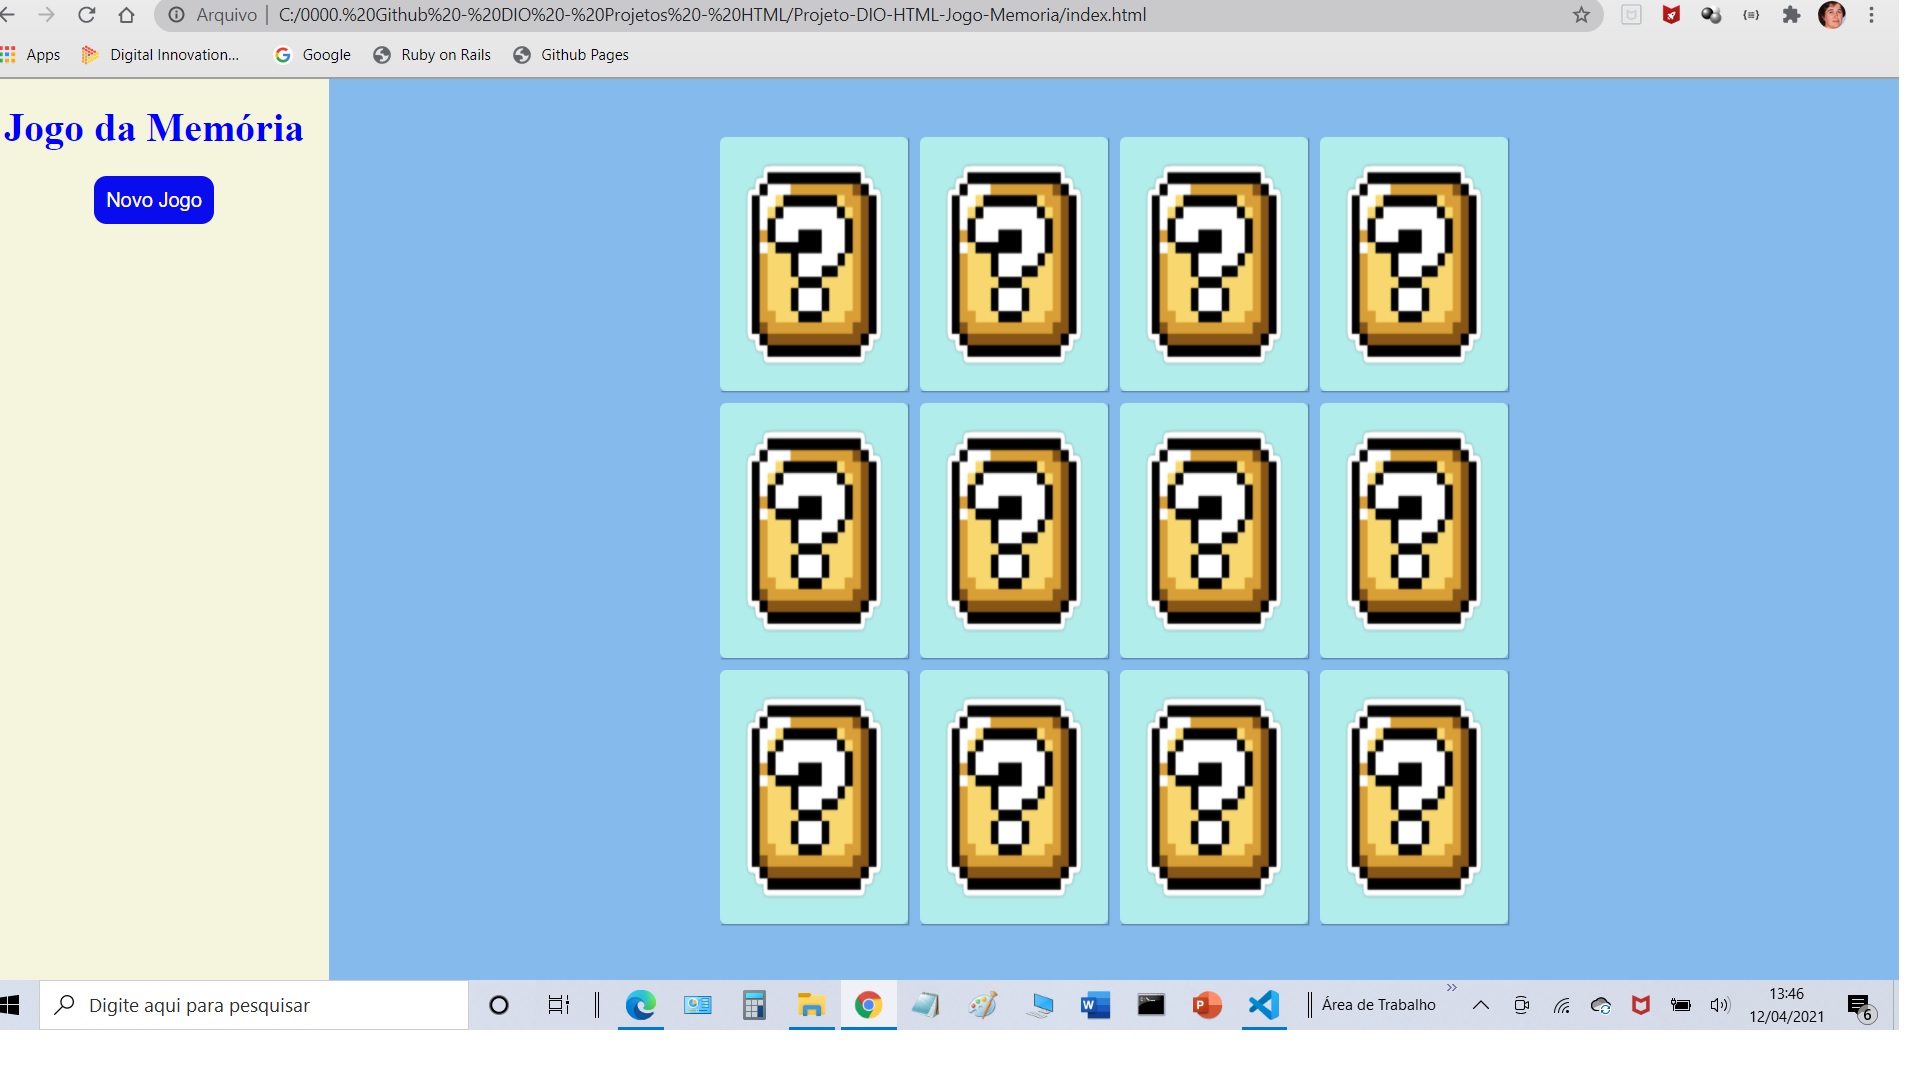 Arquivo | C:/0000.%20Github%20-%20DIO%20-%20Projetos%20-%20HTML/Projeto-DIO-HTML-Jogo-Memoria/index.html
Apps Digital Innovation... Google Ruby on Rails Github Pages
Jogo da Memória
Novo Jogo
? ? ? ?
? ? ? ?
? ? ? ?
Digite aqui para pesquisar
Área de Trabalho
13:46
12/04/2021
6